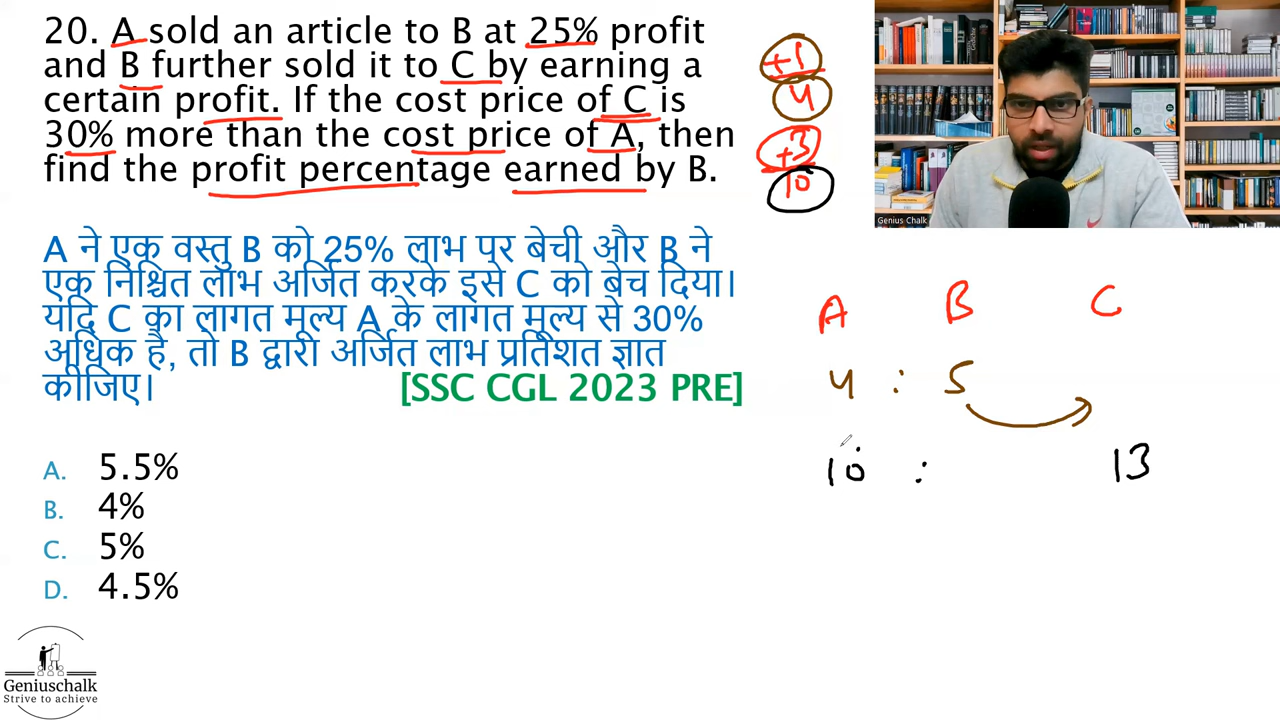 20. A sold an article to B at 25% profit
and B further sold it to C by earning a
certain profit. If the cost price of C is
30% more than the cost price of A, then
find the profit percentage earned by B.
+1
4
+3
10
Genius Chalk
A ने एक वस्तु B को 25% लाभ पर बेची और B ने
एक निश्चित लाभ अर्जित करके इसे C को बेच दिया।
यदि C का लागत मूल्य A के लागत मूल्य से 30%
अधिक है, तो B द्वारा अर्जित लाभ प्रतिशत ज्ञात
कीजिए। [SSC CGL 2023 PRE]
A B C
4 : 5
10 : 13
A. 5.5%
B. 4%
C. 5%
D. 4.5%
Geniuschalk
Strive to achieve